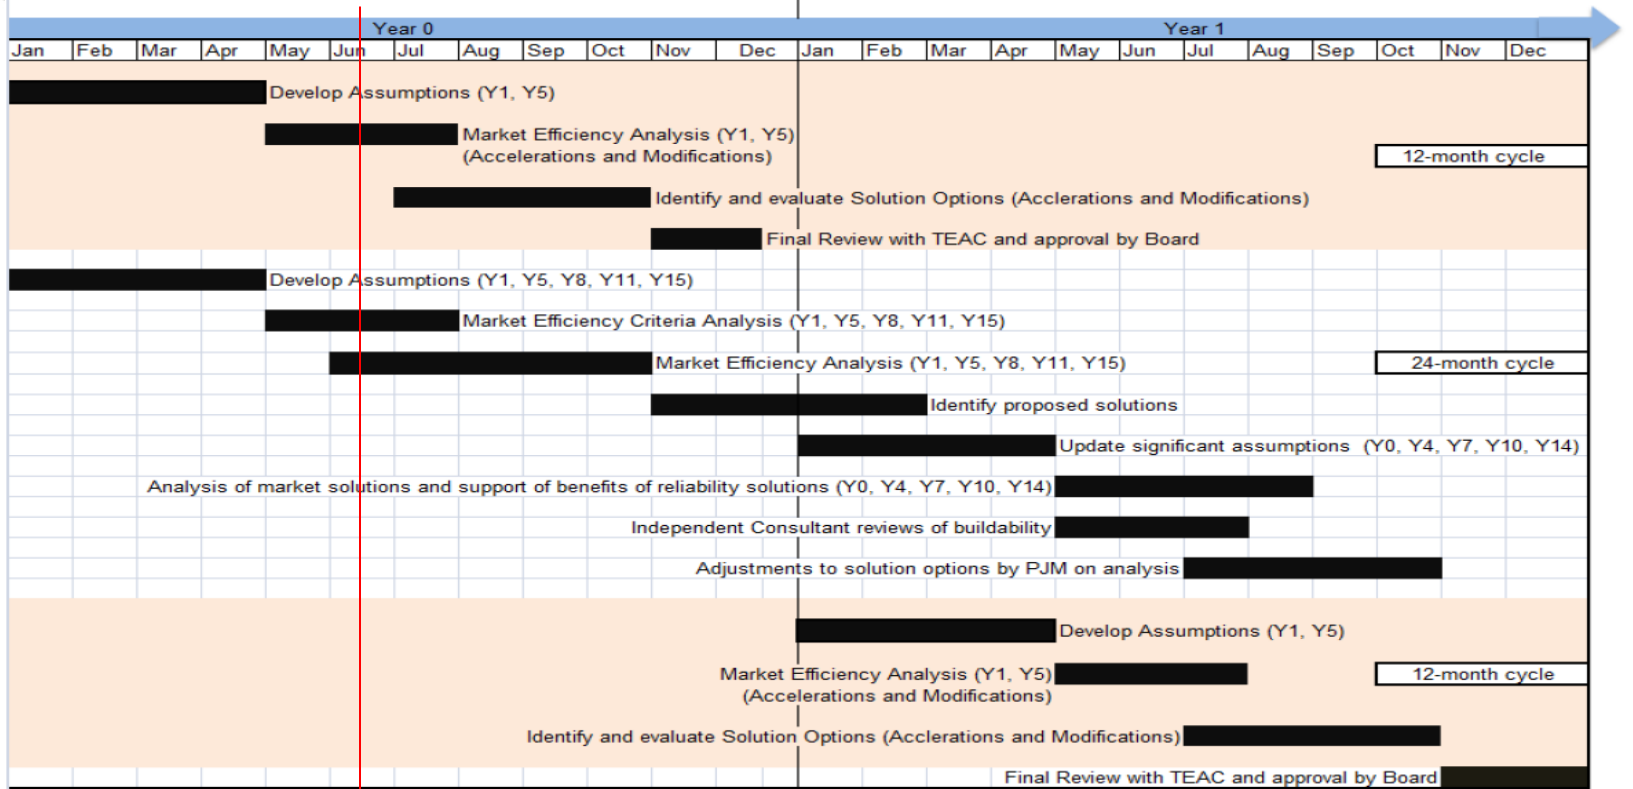 Year 0 Year 1
Jan Feb Mar Apr May Jun Jul Aug Sep Oct Nov Dec Jan Feb Mar Apr May Jun Jul Aug Sep Oct Nov Dec
Develop Assumptions (Y1, Y5)
Market Efficiency Analysis (Y1, Y5)
(Accelerations and Modifications)
12-month cycle
Identify and evaluate Solution Options (Acclerations and Modifications)
Final Review with TEAC and approval by Board
Develop Assumptions (Y1, Y5, Y8, Y11, Y15)
Market Efficiency Criteria Analysis (Y1, Y5, Y8, Y11, Y15)
Market Efficiency Analysis (Y1, Y5, Y8, Y11, Y15)
24-month cycle
Identify proposed solutions
Update significant assumptions (Y0, Y4, Y7, Y10, Y14)
Analysis of market solutions and support of benefits of reliability solutions (Y0, Y4, Y7, Y10, Y14)
Independent Consultant reviews of buildability
Adjustments to solution options by PJM on analysis
Develop Assumptions (Y1, Y5)
Market Efficiency Analysis (Y1, Y5)
(Accelerations and Modifications)
12-month cycle
Identify and evaluate Solution Options (Acclerations and Modifications)
Final Review with TEAC and approval by Board